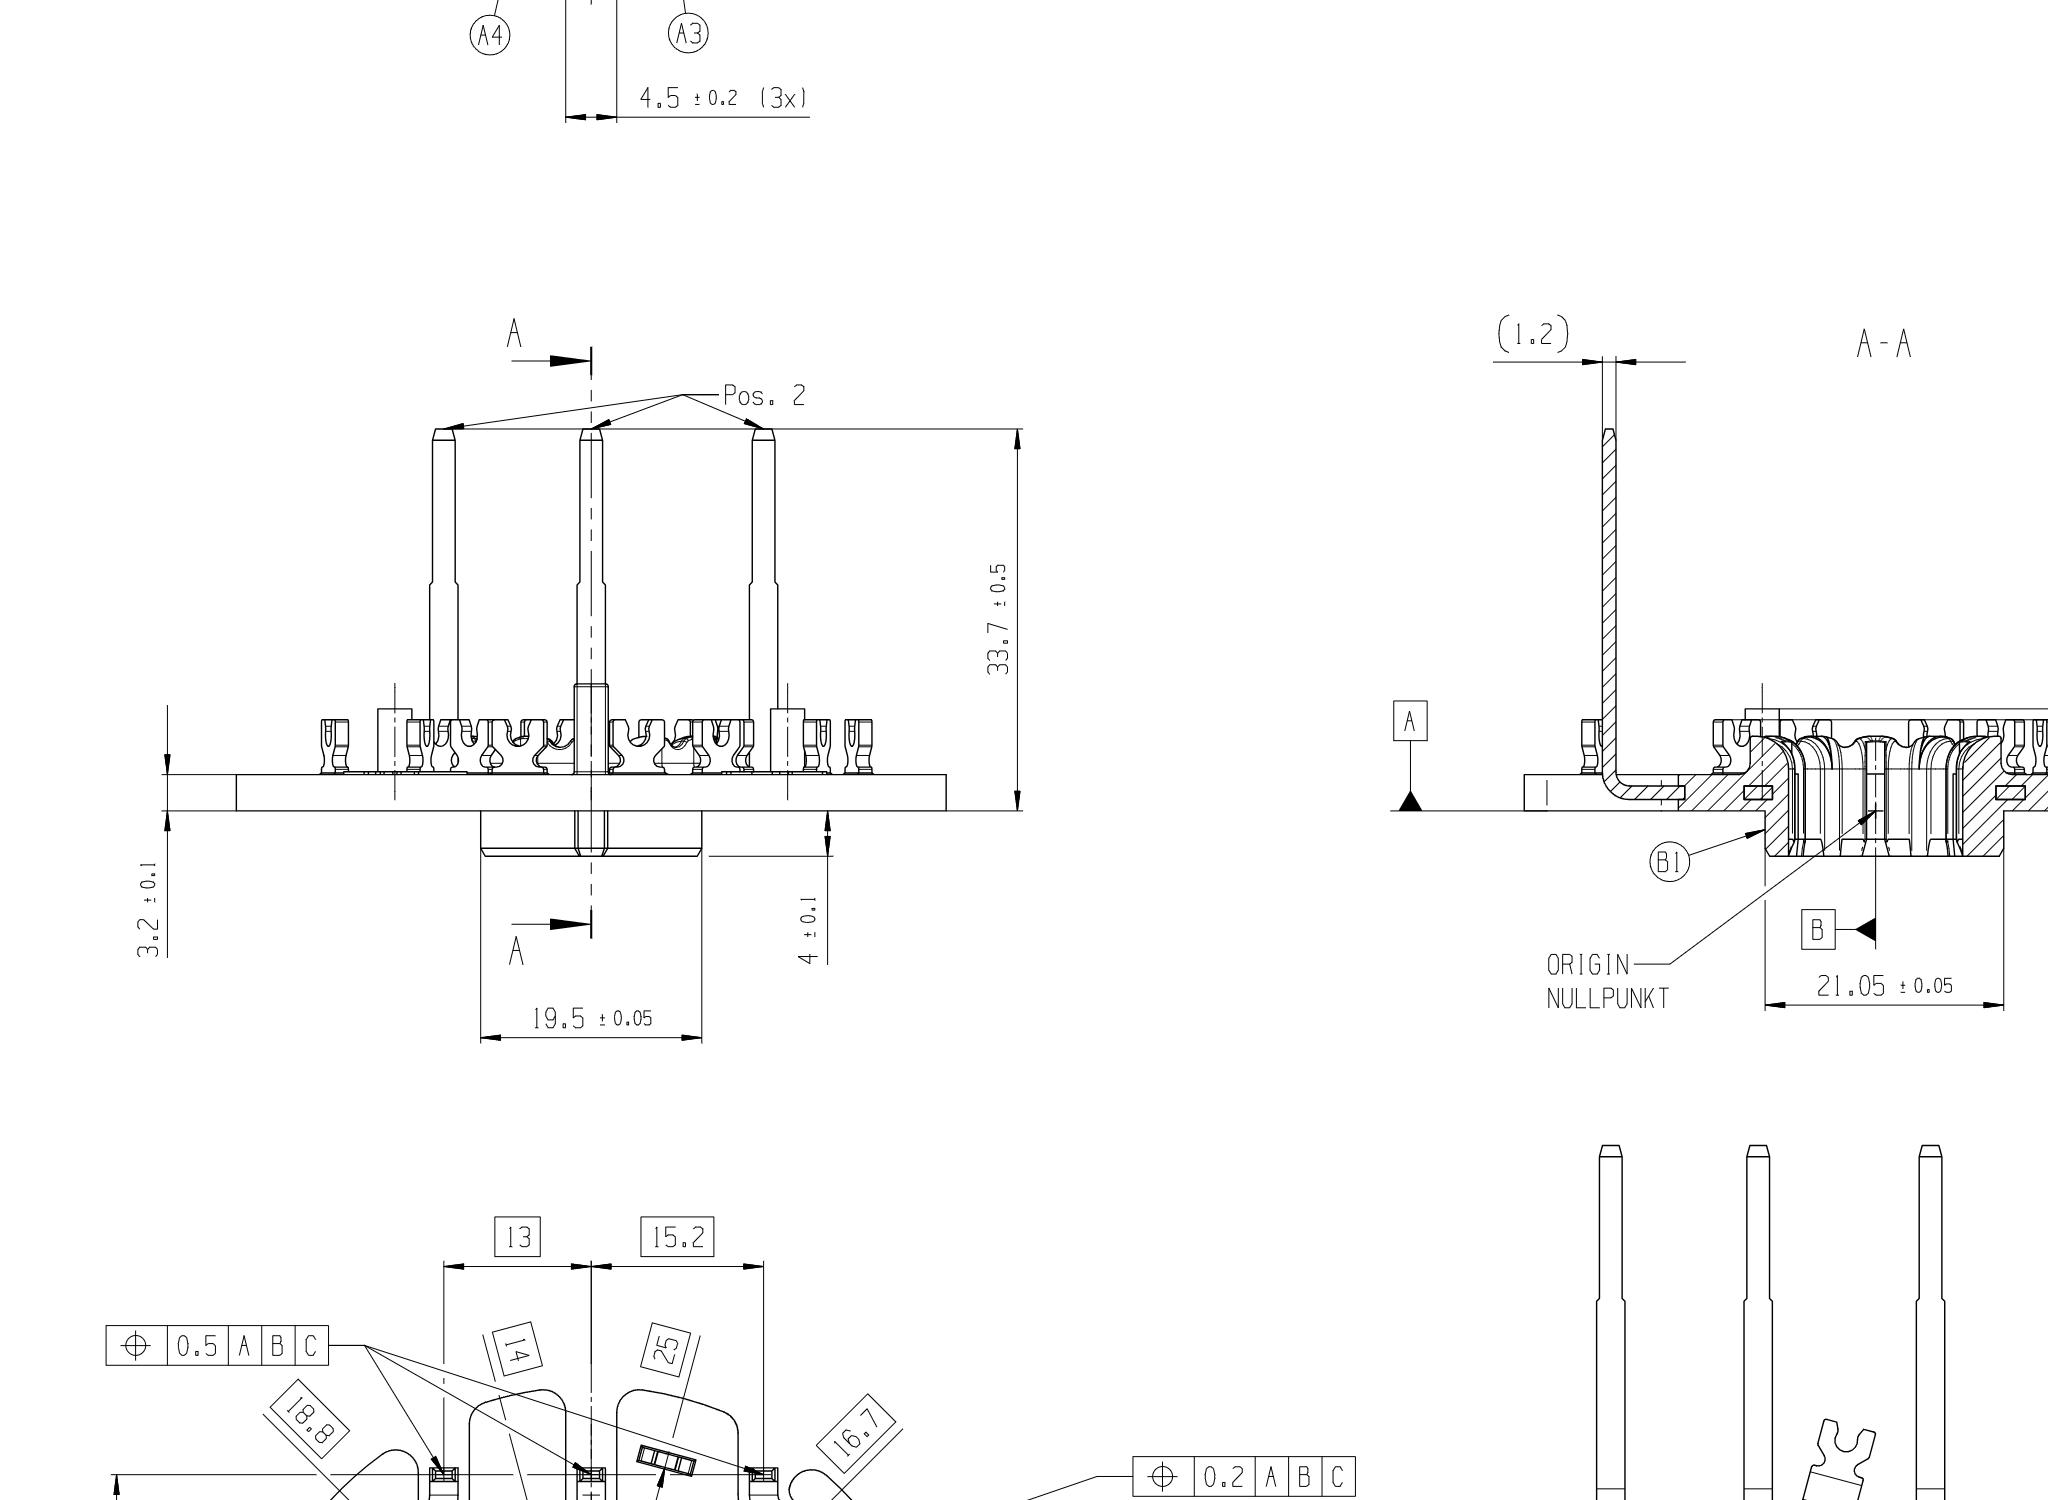 A4
A3
4.5 ± 0.2 (3x)
A
(1.2)
A-A
Pos. 2
33.7 ± 0.5
A
3.2 ± 0.1
4 ± 0.1
B1
B
A
ORIGIN
NULLPUNKT
21.05 ± 0.05
19.5 ± 0.05
13
15.2
⌖ 0.5 A B C
14
25
18.8
16.7
⌖ 0.2 A B C